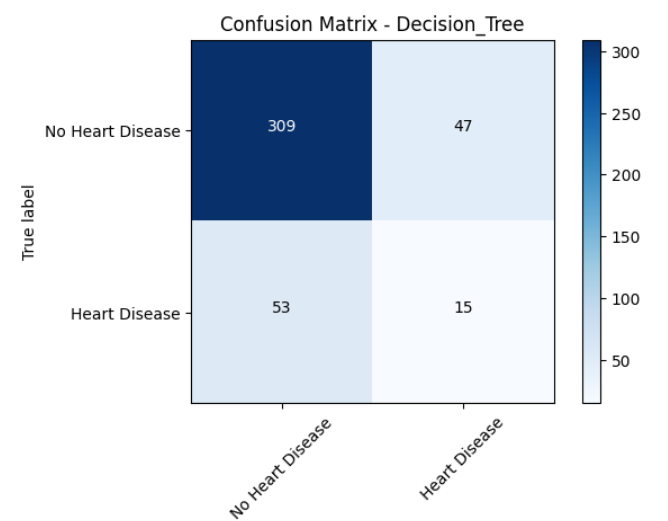 Confusion Matrix - Decision_Tree
True label
No Heart Disease
309
47
Heart Disease
53
15
No Heart Disease
Heart Disease
300
250
200
150
100
50